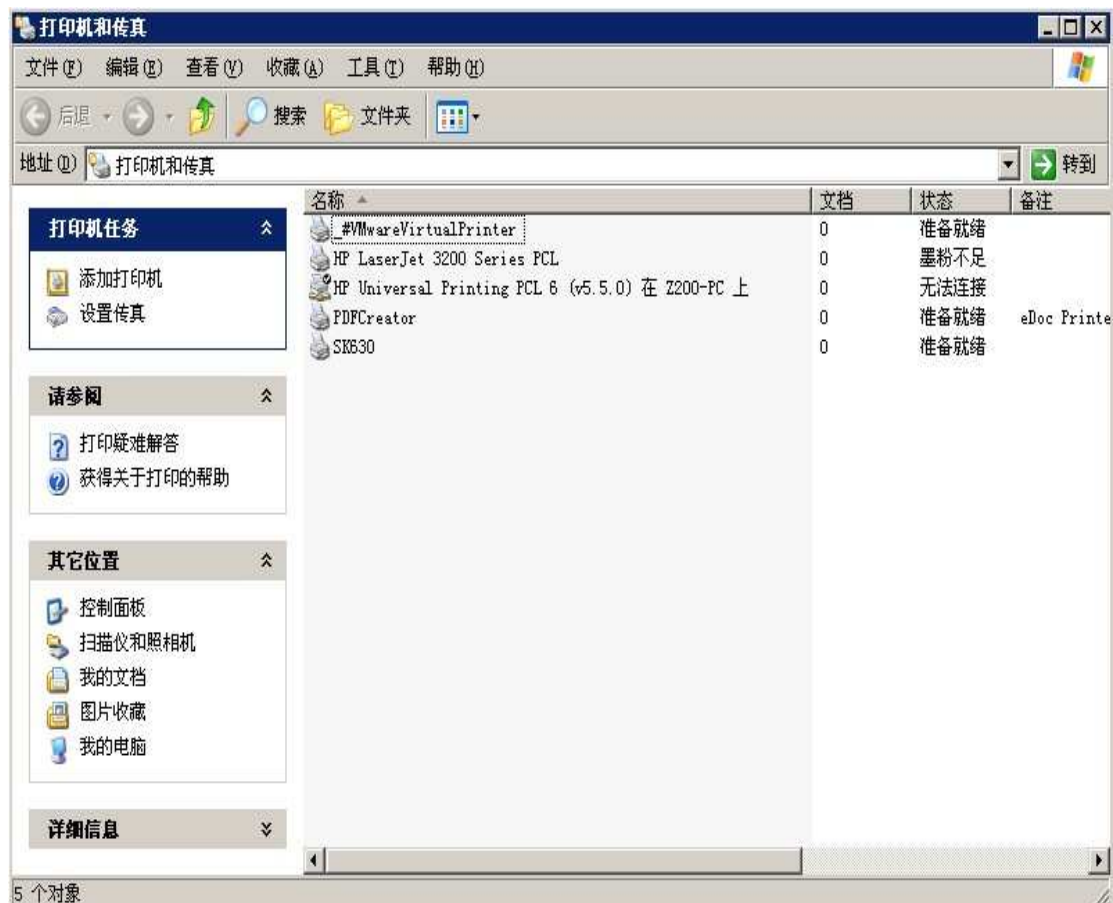 打印机和传真
文件(F) 编辑(E) 查看(V) 收藏(A) 工具(T) 帮助(H)
后退 搜索 文件夹
地址(D) 打印机和传真 转到
打印机任务
添加打印机
设置传真
请参阅
打印疑难解答
获得关于打印的帮助
其它位置
控制面板
扫描仪和照相机
我的文档
图片收藏
我的电脑
详细信息
名称 文档 状态 备注
_#VMwareVirtualPrinter 0 准备就绪
HP LaserJet 3200 Series PCL 0 墨粉不足
HP Universal Printing PCL 6 (v5.5.0) 在 Z200-PC 上 0 无法连接
PDFCreator 0 准备就绪 eDoc Printe
SK630 0 准备就绪
5 个对象